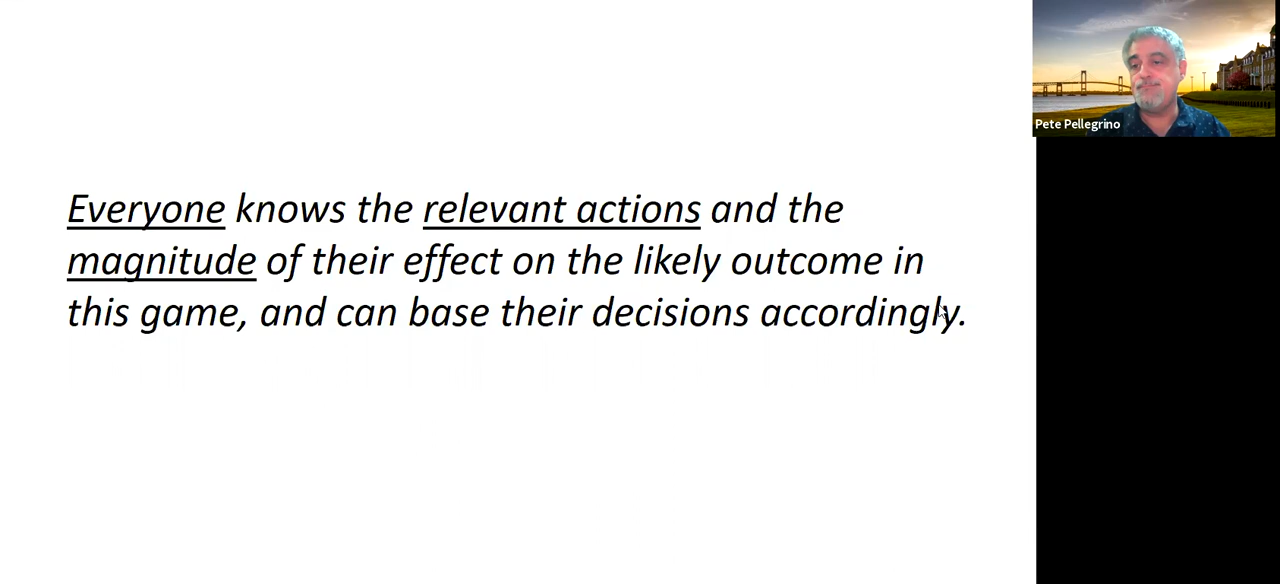 Everyone knows the relevant actions and the
magnitude of their effect on the likely outcome in
this game, and can base their decisions accordingly.
Pete Pellegrino